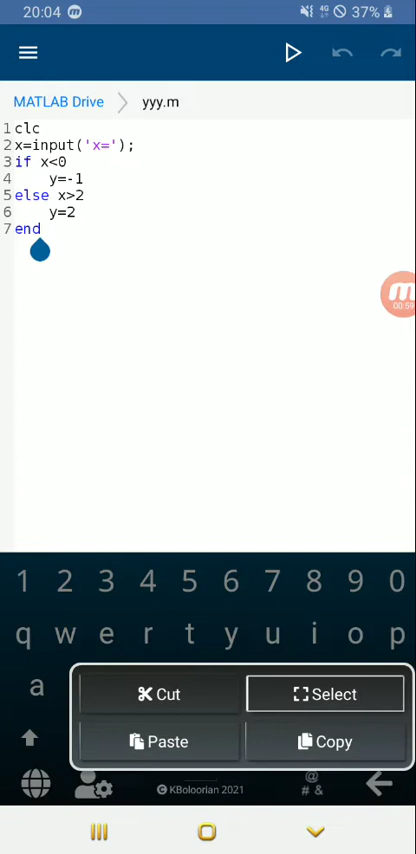 20:04 m 4G 37%
MATLAB Drive yyy.m
1 clc
2 x=input('x=');
3 if x<0
4     y=-1
5 else x>2
6     y=2
7 end
m
00:59
1 2 3 4 5 6 7 8 9 0
q w e r t y u i o p
a
Cut Select
Paste Copy
© KBoloorian 2021
@
# &